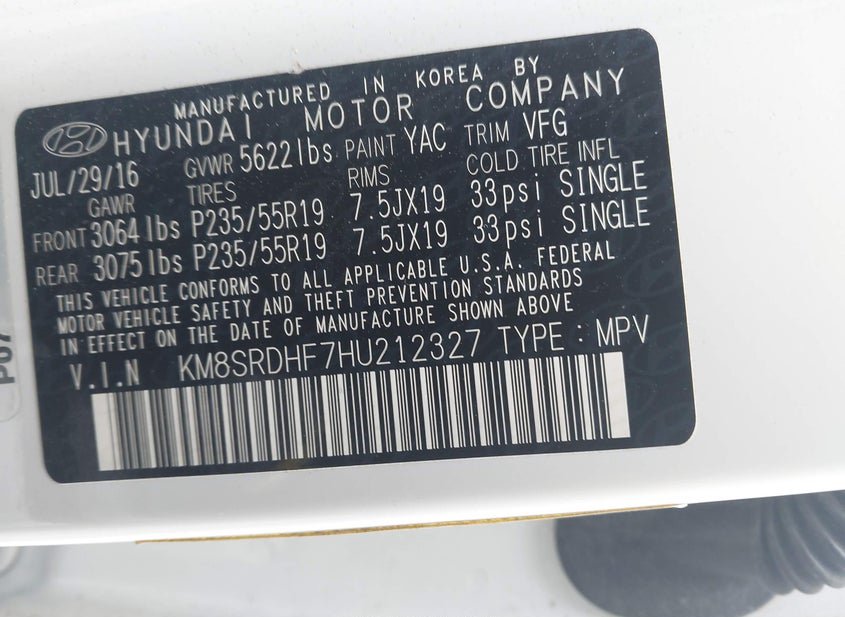 MANUFACTURED IN KOREA BY
HYUNDAI MOTOR COMPANY
JUL/29/16 GVWR 5622lbs PAINT YAC TRIM VFG
GAWR TIRES RIMS COLD TIRE INFL
FRONT 3064lbs P235/55R19 7.5JX19 33psi SINGLE
REAR 3075lbs P235/55R19 7.5JX19 33psi SINGLE
THIS VEHICLE CONFORMS TO ALL APPLICABLE U.S.A. FEDERAL
MOTOR VEHICLE SAFETY AND THEFT PREVENTION STANDARDS
IN EFFECT ON THE DATE OF MANUFACTURE SHOWN ABOVE
V.I.N KM8SRDHF7HU212327 TYPE : MPV